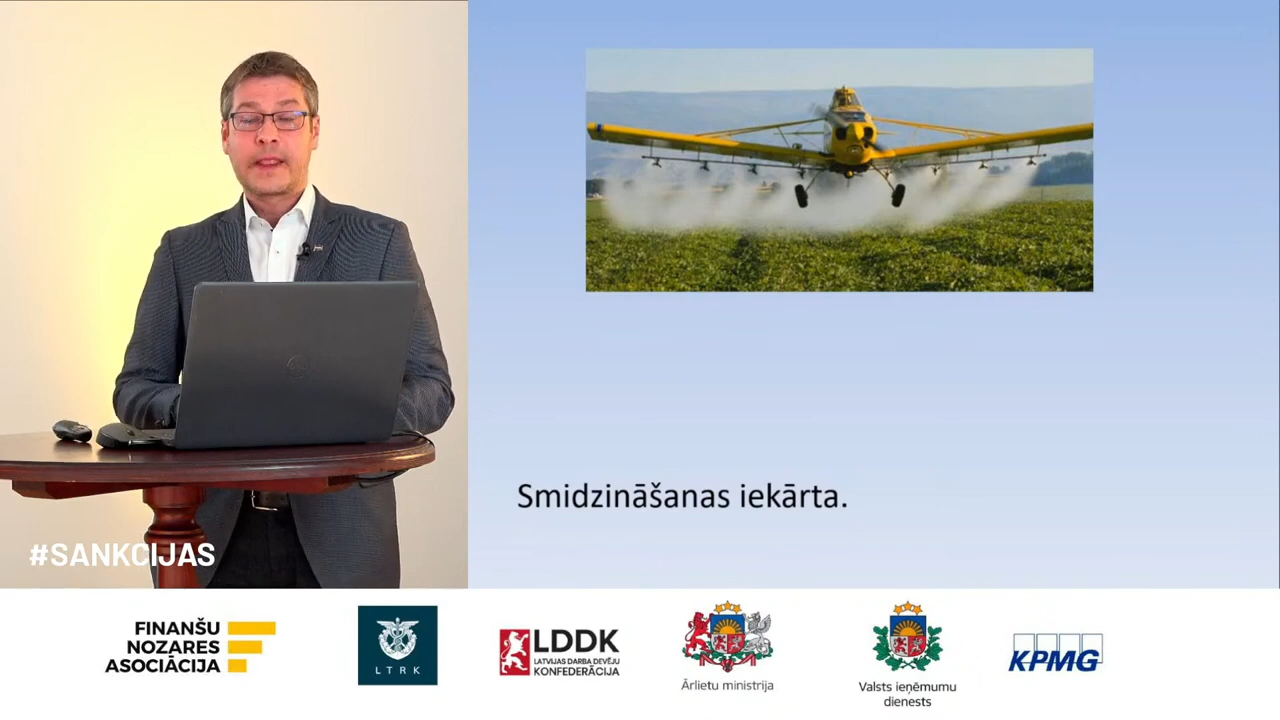 Smidzināšanas iekārta.
#SANKCIJAS
FINANŠU
NOZARES
ASOCIĀCIJA
LTRK
LDDK
LATVIJAS DARBA DEVĒJU
KONFEDERĀCIJA
Ārlietu ministrija
Valsts ieņēmumu
dienests
KPMG